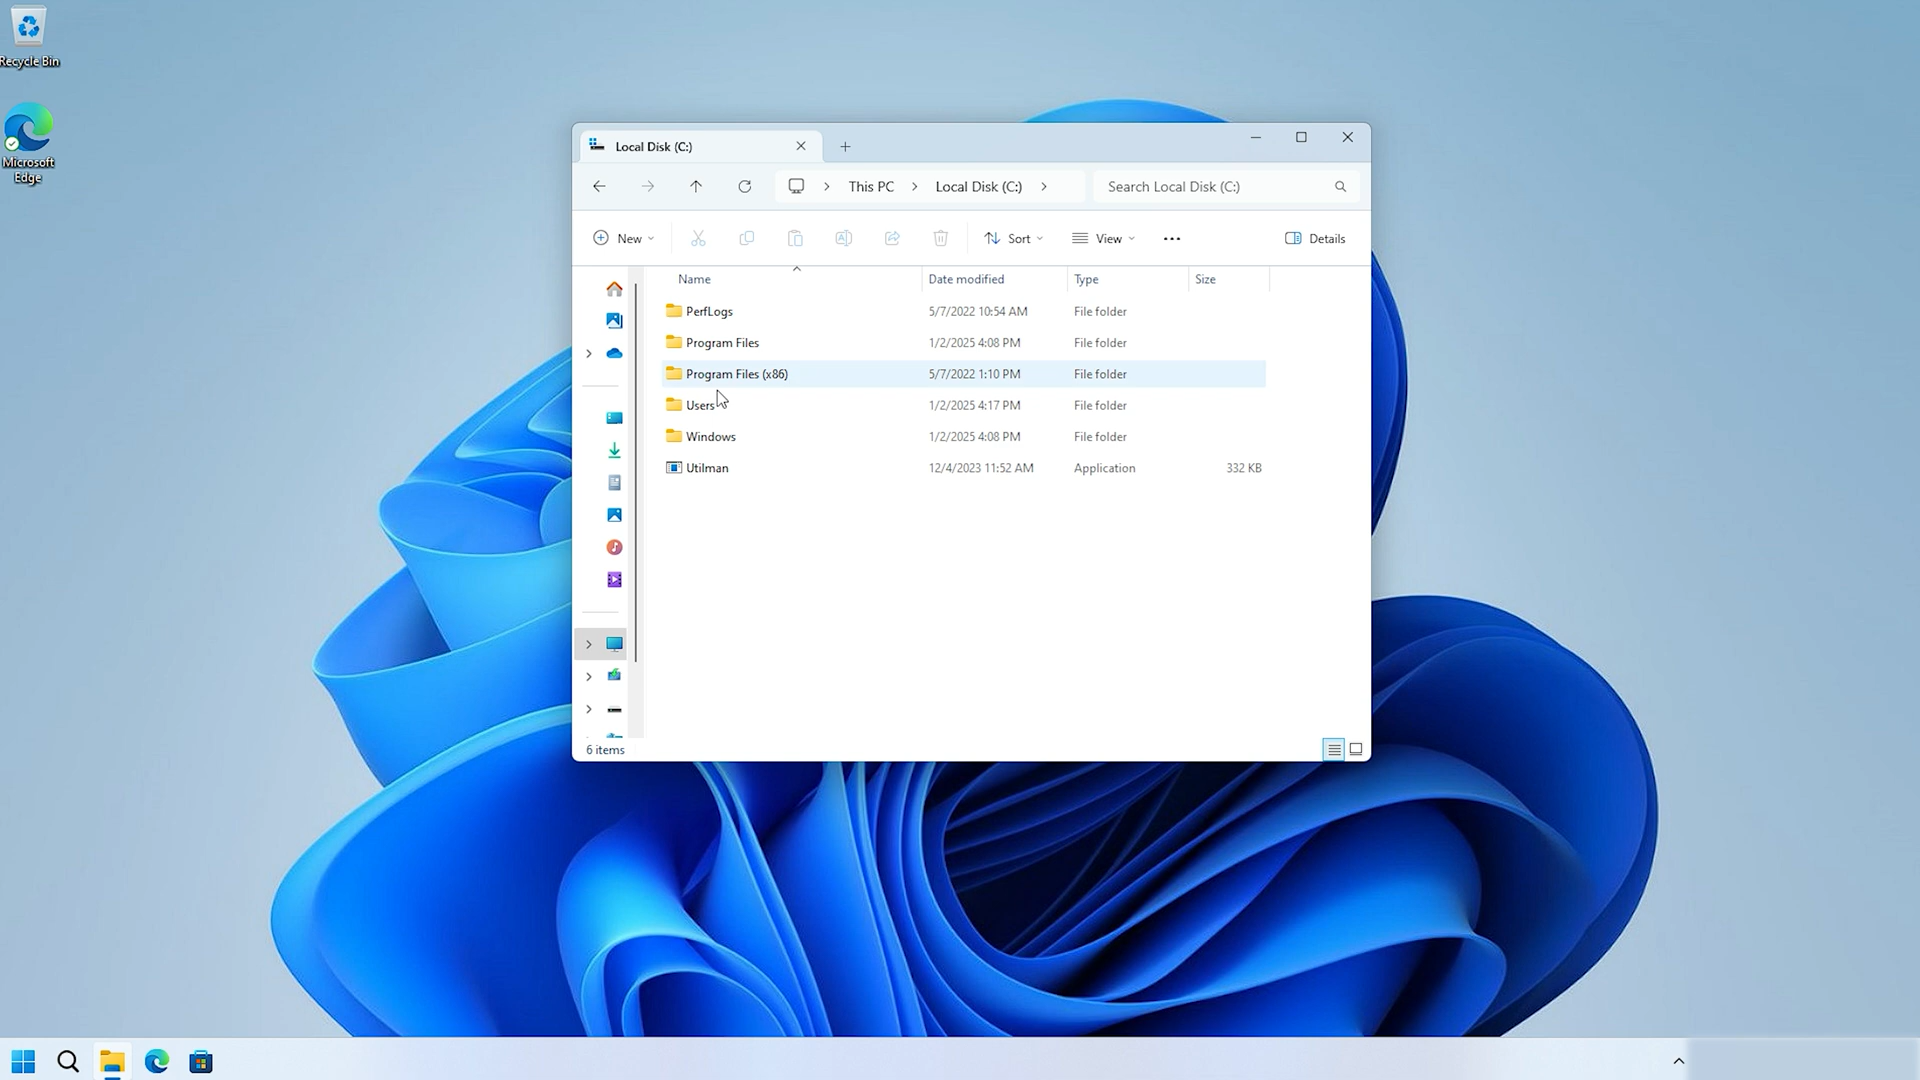 Recycle Bin
Microsoft
Edge
Local Disk (C:)
This PC
Local Disk (C:)
Search Local Disk (C:)
New
Sort
View
Details
Name
Date modified
Type
Size
PerfLogs
5/7/2022 10:54 AM
File folder
Program Files
1/2/2025 4:08 PM
File folder
Program Files (x86)
5/7/2022 1:10 PM
File folder
Users
1/2/2025 4:17 PM
File folder
Windows
1/2/2025 4:08 PM
File folder
Utilman
12/4/2023 11:52 AM
Application
332 KB
6 items